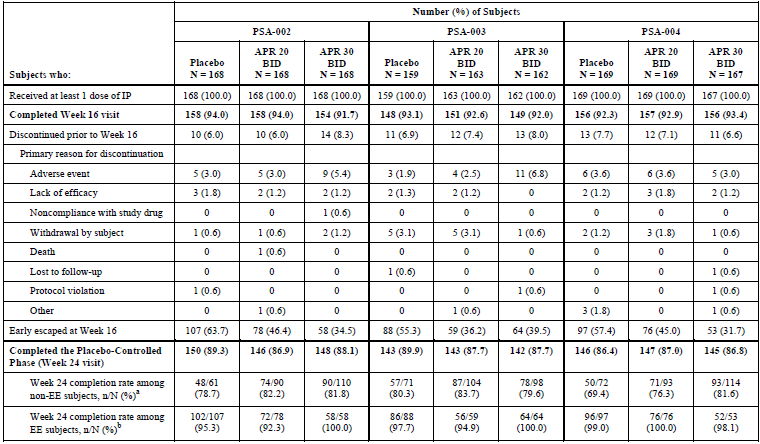 Number (%) of Subjects
PSA-002 PSA-003 PSA-004
Subjects who: Placebo N = 168 APR 20 BID N = 168 APR 30 BID N = 168 Placebo N = 159 APR 20 BID N = 163 APR 30 BID N = 162 Placebo N = 169 APR 20 BID N = 169 APR 30 BID N = 167
Received at least 1 dose of IP 168 (100.0) 168 (100.0) 168 (100.0) 159 (100.0) 163 (100.0) 162 (100.0) 169 (100.0) 169 (100.0) 167 (100.0)
Completed Week 16 visit 158 (94.0) 158 (94.0) 154 (91.7) 148 (93.1) 151 (92.6) 149 (92.0) 156 (92.3) 157 (92.9) 156 (93.4)
Discontinued prior to Week 16 10 (6.0) 10 (6.0) 14 (8.3) 11 (6.9) 12 (7.4) 13 (8.0) 13 (7.7) 12 (7.1) 11 (6.6)
Primary reason for discontinuation
Adverse event 5 (3.0) 5 (3.0) 9 (5.4) 3 (1.9) 4 (2.5) 11 (6.8) 6 (3.6) 6 (3.6) 5 (3.0)
Lack of efficacy 3 (1.8) 2 (1.2) 2 (1.2) 2 (1.3) 2 (1.2) 0 2 (1.2) 3 (1.8) 2 (1.2)
Noncompliance with study drug 0 0 1 (0.6) 0 0 0 0 0 0
Withdrawal by subject 1 (0.6) 1 (0.6) 2 (1.2) 5 (3.1) 5 (3.1) 1 (0.6) 2 (1.2) 3 (1.8) 1 (0.6)
Death 0 1 (0.6) 0 0 0 0 0 0 0
Lost to follow-up 0 0 0 1 (0.6) 0 0 0 0 1 (0.6)
Protocol violation 1 (0.6) 0 0 0 0 1 (0.6) 0 0 1 (0.6)
Other 0 1 (0.6) 0 0 1 (0.6) 0 3 (1.8) 0 1 (0.6)
Early escaped at Week 16 107 (63.7) 78 (46.4) 58 (34.5) 88 (55.3) 59 (36.2) 64 (39.5) 97 (57.4) 76 (45.0) 53 (31.7)
Completed the Placebo-Controlled Phase (Week 24 visit) 150 (89.3) 146 (86.9) 148 (88.1) 143 (89.9) 143 (87.7) 142 (87.7) 146 (86.4) 147 (87.0) 145 (86.8)
Week 24 completion rate among non-EE subjects, n/N (%)a 48/61 (78.7) 74/90 (82.2) 90/110 (81.8) 57/71 (80.3) 87/104 (83.7) 78/98 (79.6) 50/72 (69.4) 71/93 (76.3) 93/114 (81.6)
Week 24 completion rate among EE subjects, n/N (%)b 102/107 (95.3) 72/78 (92.3) 58/58 (100.0) 86/88 (97.7) 56/59 (94.9) 64/64 (100.0) 96/97 (99.0) 76/76 (100.0) 52/53 (98.1)